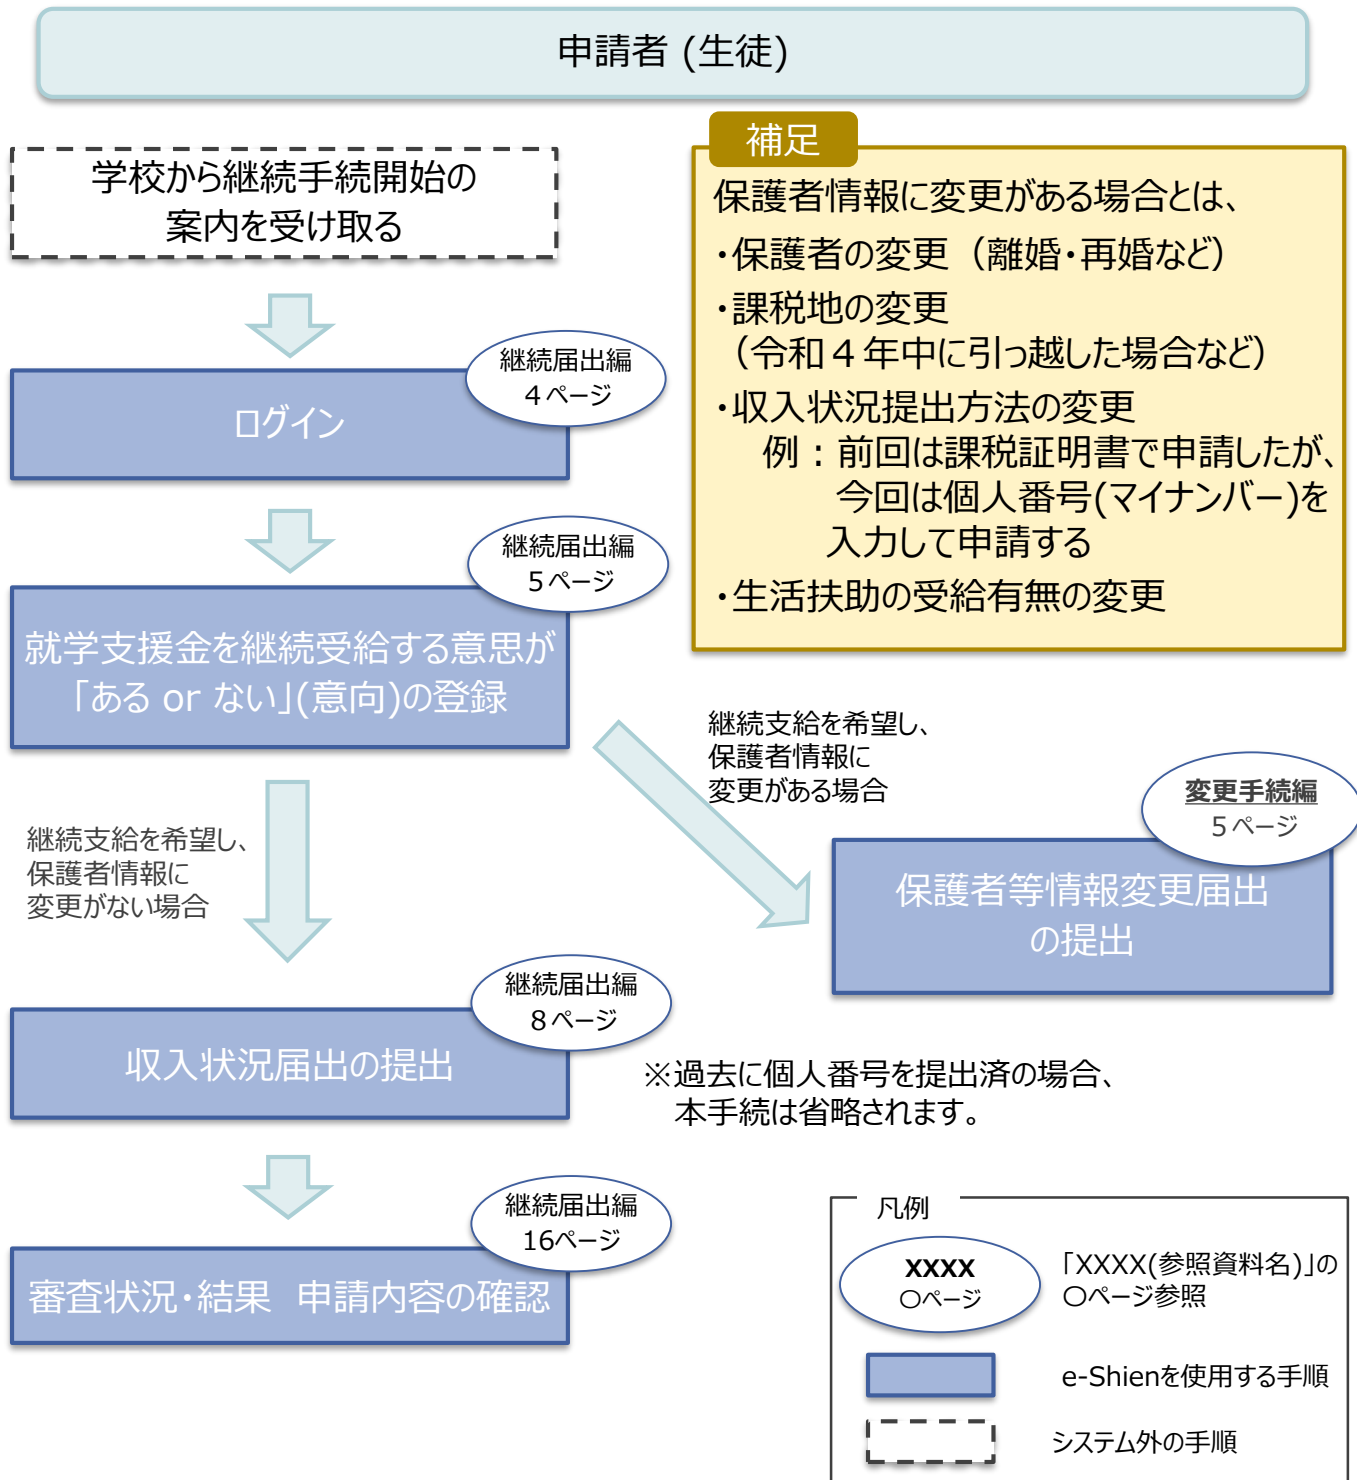 申請者 (生徒)
学校から継続手続開始の
案内を受け取る
補足
保護者情報に変更がある場合とは、
・保護者の変更（離婚・再婚など）
・課税地の変更
（令和４年中に引っ越した場合など）
・収入状況提出方法の変更
例：前回は課税証明書で申請したが、
今回は個人番号(マイナンバー)を
入力して申請する
・生活扶助の受給有無の変更
継続届出編
４ページ
ログイン
継続届出編
５ページ
就学支援金を継続受給する意思が
「ある or ない」(意向)の登録
継続支給を希望し、
保護者情報に
変更がある場合
変更手続編
５ページ
保護者等情報変更届出
の提出
継続支給を希望し、
保護者情報に
変更がない場合
継続届出編
８ページ
収入状況届出の提出
※過去に個人番号を提出済の場合、
本手続は省略されます。
継続届出編
16ページ
審査状況・結果　申請内容の確認
凡例
XXXX
〇ページ
「XXXX(参照資料名)」の
〇ページ参照
e-Shienを使用する手順
システム外の手順